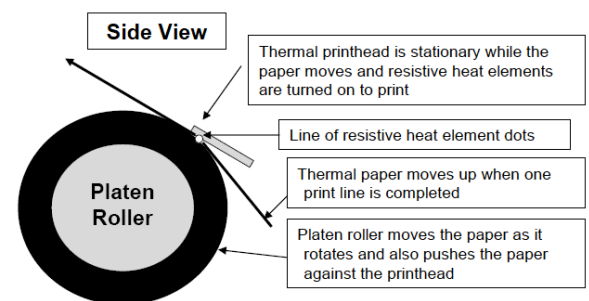 Side View
Thermal printhead is stationary while the
paper moves and resistive heat elements
are turned on to print
Line of resistive heat element dots
Thermal paper moves up when one
print line is completed
Platen
Roller
Platen roller moves the paper as it
rotates and also pushes the paper
against the printhead